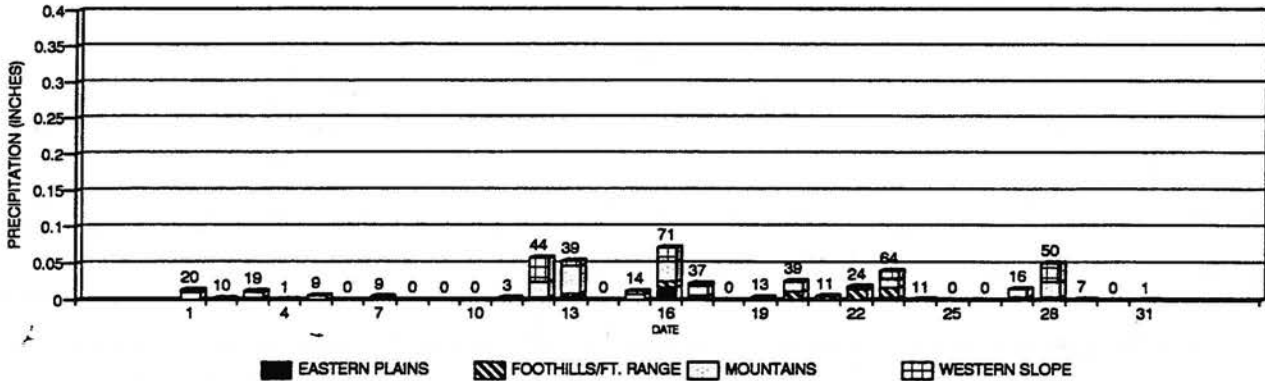 0.4
0.35
0.3
0.25
0.2
0.15
0.1
0.05
0
PRECIPITATION (INCHES)
20 10 19 1 9 0 9 0 0 0 3 44 39 0 14 71 37 0 13 39 11 24 64 11 0 0 16 50 7 0 1
1 4 7 10 13 16 19 22 25 28 31
DATE
EASTERN PLAINS FOOTHILLS/FT. RANGE MOUNTAINS WESTERN SLOPE